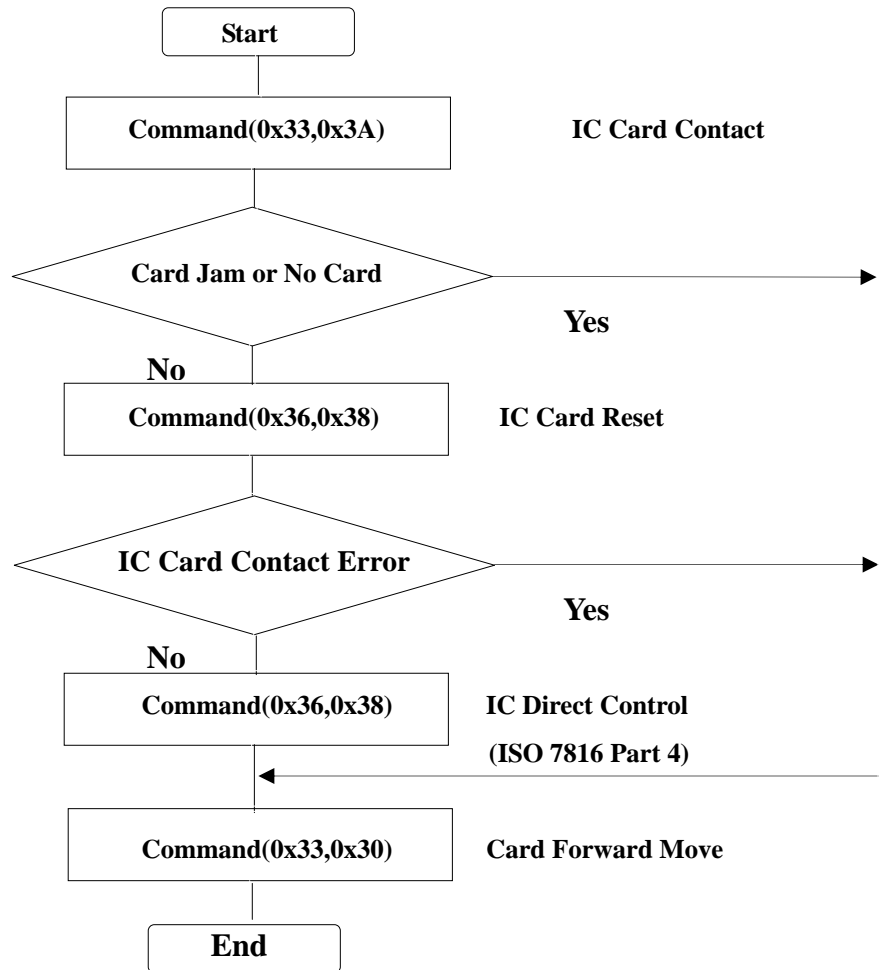 Start
Command(0x33,0x3A)
IC Card Contact
Card Jam or No Card
Yes
No
Command(0x36,0x38)
IC Card Reset
IC Card Contact Error
Yes
No
Command(0x36,0x38)
IC Direct Control
(ISO 7816 Part 4)
Command(0x33,0x30)
Card Forward Move
End